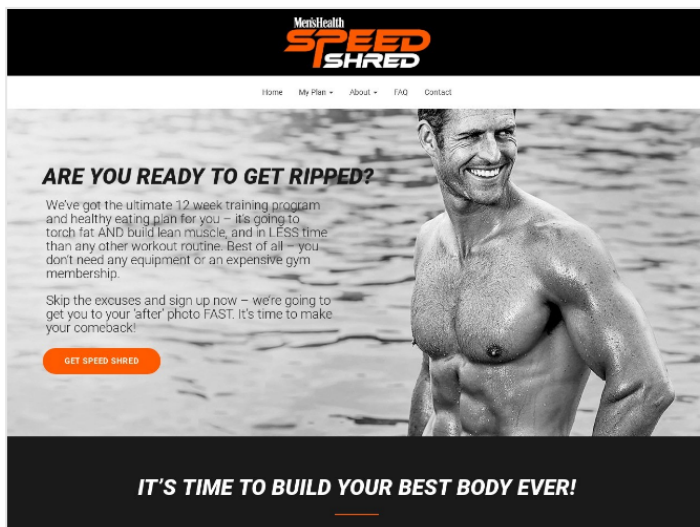 Men'sHealth
SPEED
SHRED
Home My Plan About FAQ Contact
ARE YOU READY TO GET RIPPED?
We've got the ultimate 12 week training program
and healthy eating plan for you – it's going to
torch fat AND build lean muscle, and in LESS time
than any other workout routine. Best of all – you
don't need any equipment or an expensive gym
membership.
Skip the excuses and sign up now – we're going to
get you to your 'after' photo FAST. It's time to make
your comeback!
GET SPEED SHRED
IT'S TIME TO BUILD YOUR BEST BODY EVER!